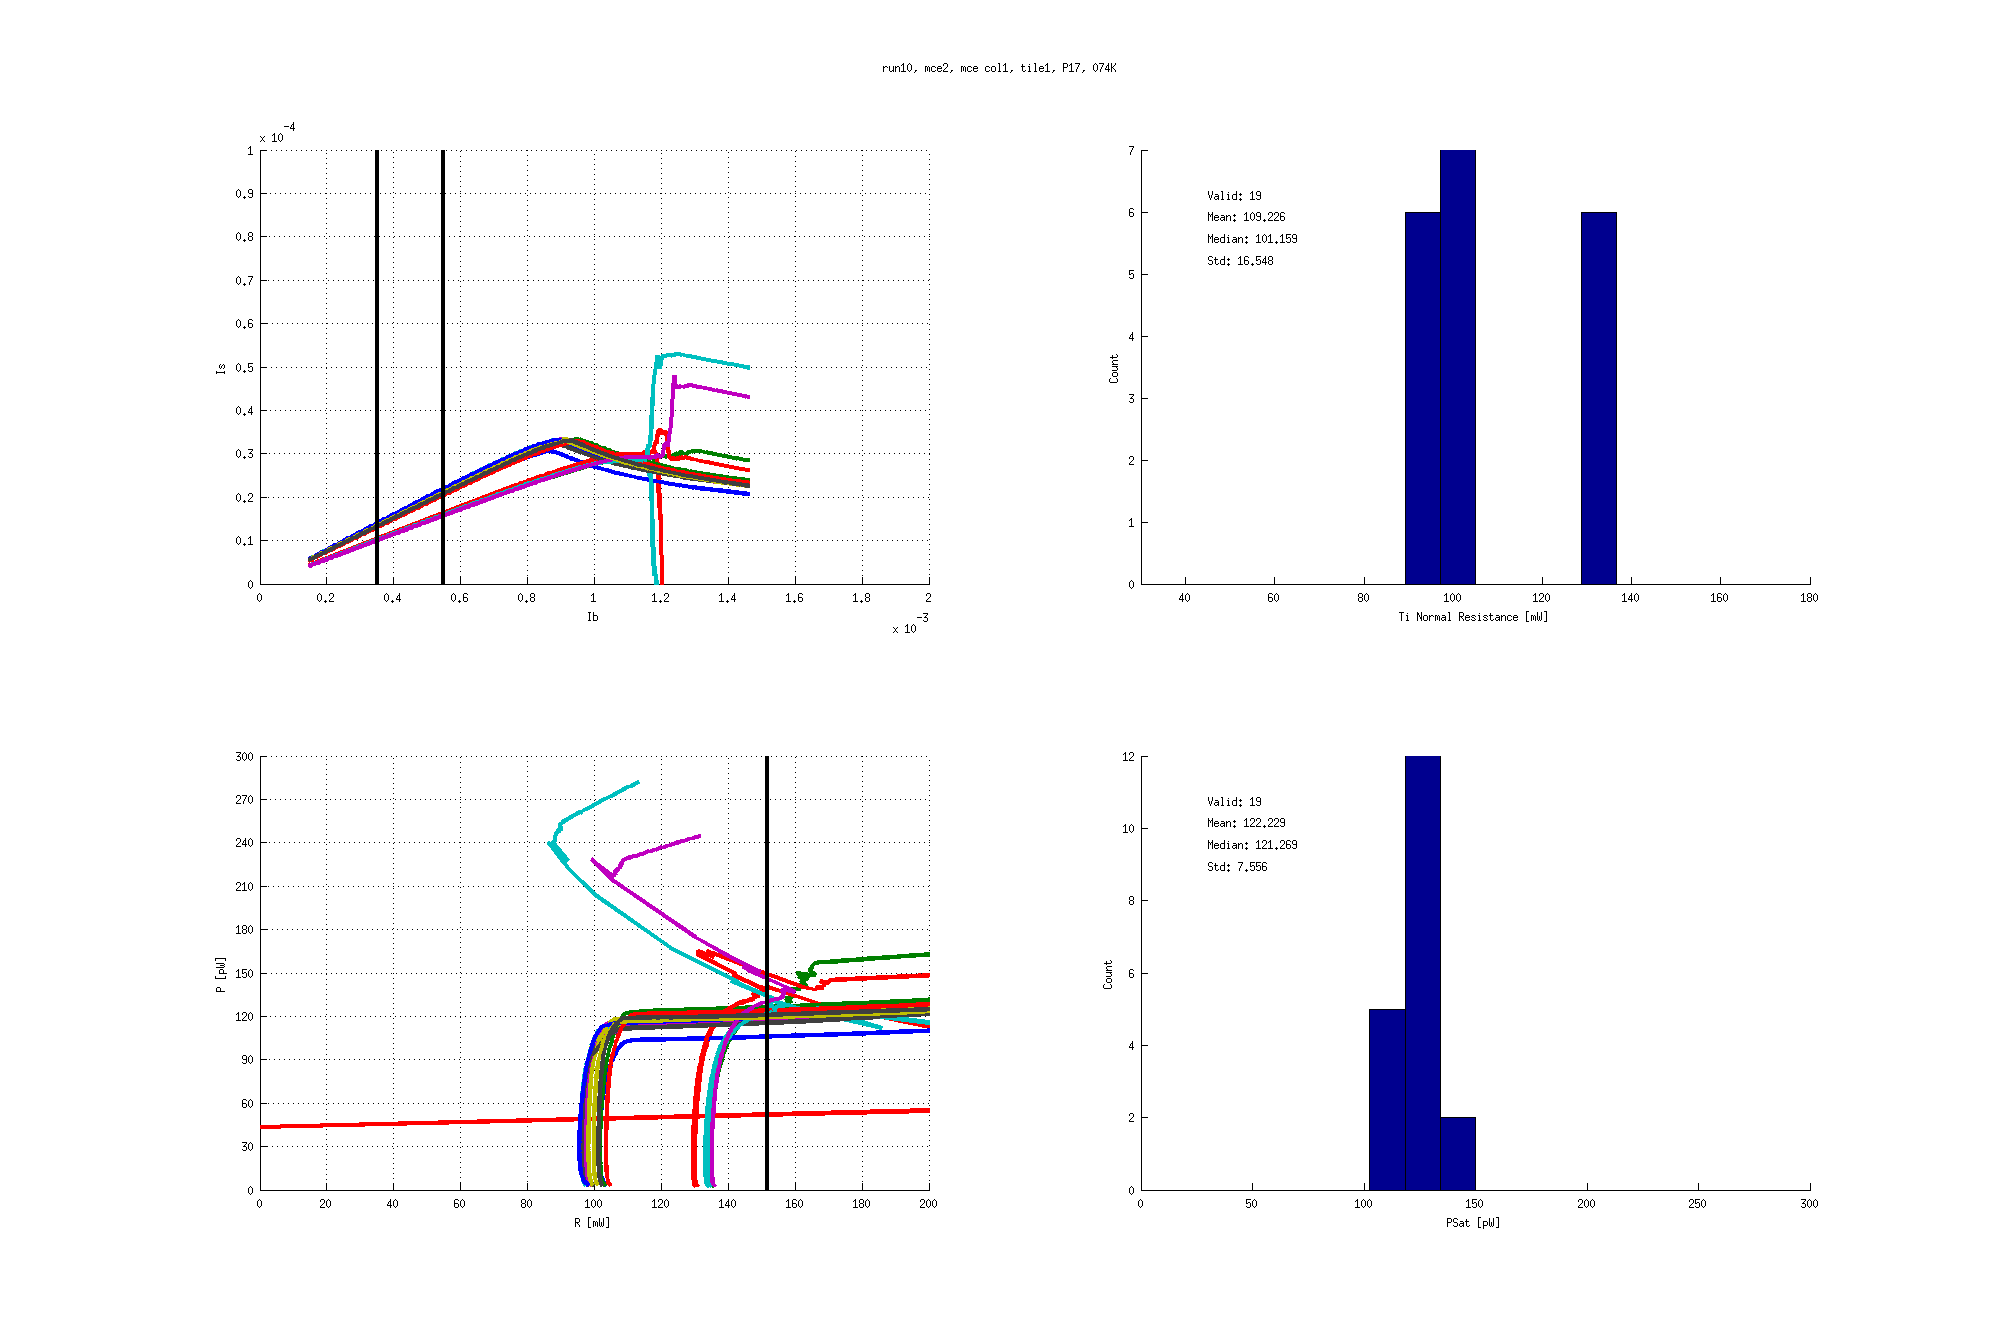 run10, mce2, mce col1, tile1, P17, 074K
x 10 -4
1
0.9
0.8
0.7
0.6
0.5
0.4
0.3
0.2
0.1
0
Is
0 0.2 0.4 0.6 0.8 1 1.2 1.4 1.6 1.8 2
Ib
x 10 -3
7
6
5
4
3
2
1
0
Count
Valid: 19
Mean: 109.226
Median: 101.159
Std: 16.548
40 60 80 100 120 140 160 180
Ti Normal Resistance [mW]
300
270
240
210
180
150
120
90
60
30
0
P [pW]
0 20 40 60 80 100 120 140 160 180 200
R [mW]
12
10
8
6
4
2
0
Count
Valid: 19
Mean: 122.229
Median: 121.269
Std: 7.556
0 50 100 150 200 250 300
PSat [pW]